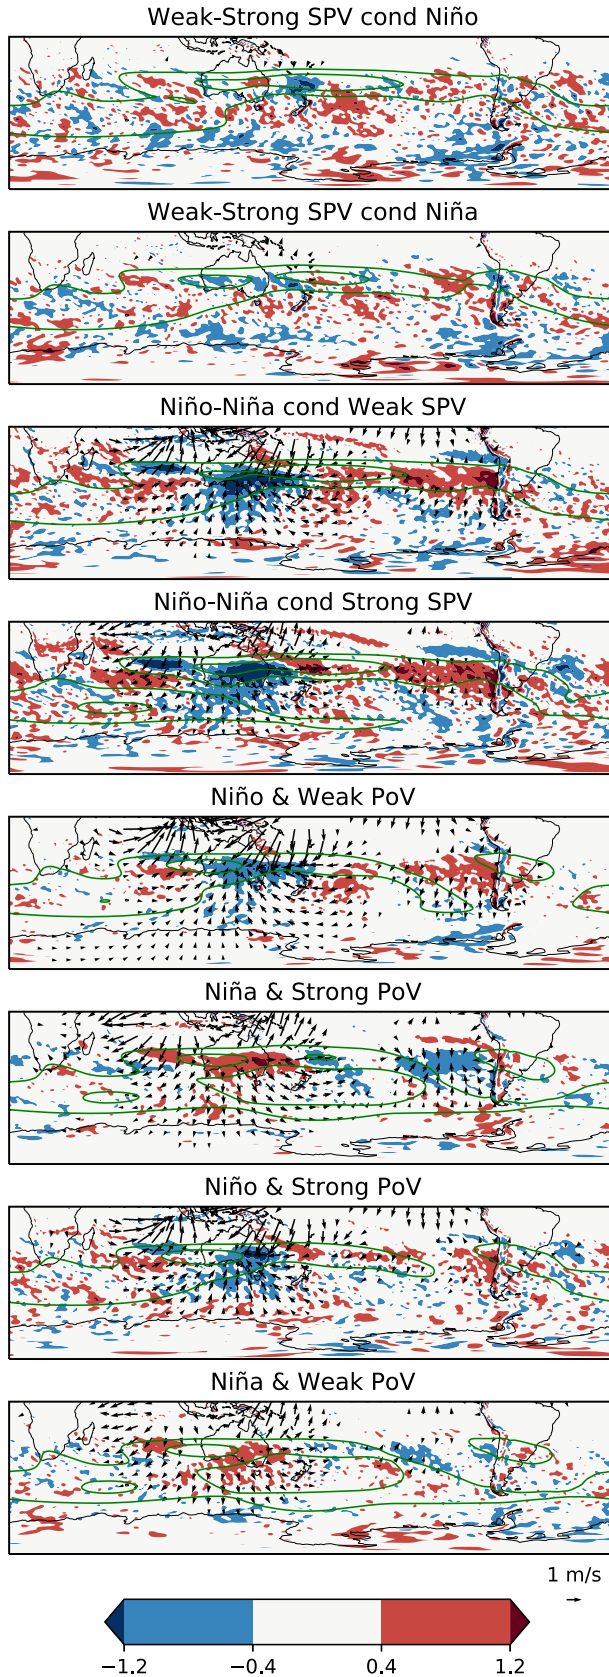 Weak-Strong SPV cond Niño
Weak-Strong SPV cond Niña
Niño-Niña cond Weak SPV
Niño-Niña cond Strong SPV
Niño & Weak PoV
Niña & Strong PoV
Niño & Strong PoV
Niña & Weak PoV
1 m/s
−1.2 −0.4 0.4 1.2